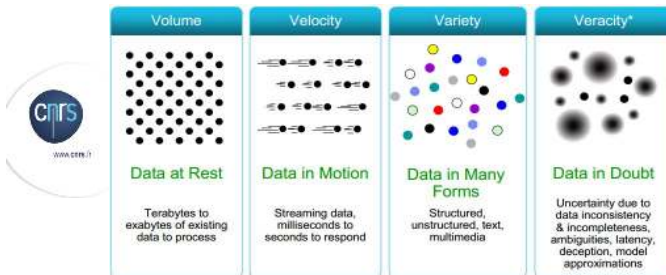 Volume
Velocity
Variety
Veracity*
cnrs
www.cnrs.fr
Data at Rest
Terabytes to
exabytes of existing
data to process
Data in Motion
Streaming data,
milliseconds to
seconds to respond
Data in Many
Forms
Structured,
unstructured, text,
multimedia
Data in Doubt
Uncertainty due to
data inconsistency
& incompleteness,
ambiguities, latency,
deception, model
approximations